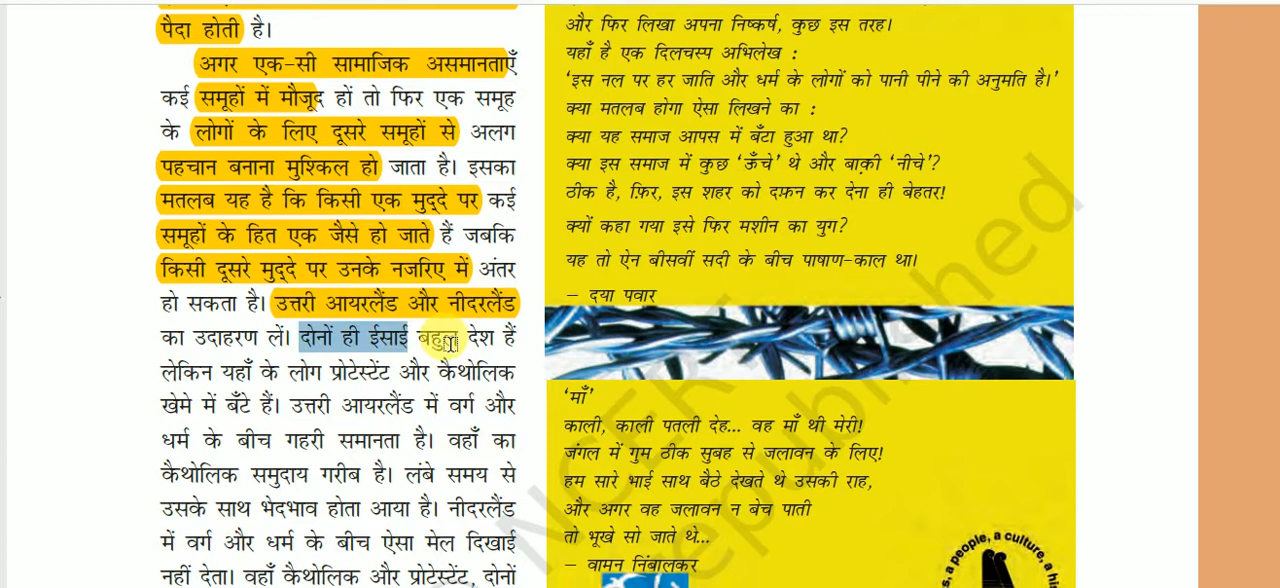 पैदा होती है।
अगर एक-सी सामाजिक असमानताएँ
कई समूहों में मौजूद हों तो फिर एक समूह
के लोगों के लिए दूसरे समूहों से अलग
पहचान बनाना मुश्किल हो जाता है। इसका
मतलब यह है कि किसी एक मुद्दे पर कई
समूहों के हित एक जैसे हो जाते हैं जबकि
किसी दूसरे मुद्दे पर उनके नजरिए में अंतर
हो सकता है। उत्तरी आयरलैंड और नीदरलैंड
का उदाहरण लें। दोनों ही ईसाई बहुल देश हैं
लेकिन यहाँ के लोग प्रोटेस्टेंट और कैथोलिक
खेमे में बँटे हैं। उत्तरी आयरलैंड में वर्ग और
धर्म के बीच गहरी समानता है। वहाँ का
कैथोलिक समुदाय गरीब है। लंबे समय से
उसके साथ भेदभाव होता आया है। नीदरलैंड
में वर्ग और धर्म के बीच ऐसा मेल दिखाई
नहीं देता। वहाँ कैथोलिक और प्रोटेस्टेंट, दोनों
और फिर लिखा अपना निष्कर्ष, कुछ इस तरह।
यहाँ है एक दिलचस्प अभिलेख :
‘इस नल पर हर जाति और धर्म के लोगों को पानी पीने की अनुमति है।’
क्या मतलब होगा ऐसा लिखने का :
क्या यह समाज आपस में बँटा हुआ था?
क्या इस समाज में कुछ ‘ऊँचे’ थे और बाक़ी ‘नीचे’?
ठीक है, फ़िर, इस शहर को दफ़न कर देना ही बेहतर!
क्यों कहा गया इसे फिर मशीन का युग?
यह तो ऐन बीसवीं सदी के बीच पाषाण-काल था।
– दया पवार
‘माँ’
काली, काली पतली देह... वह माँ थी मेरी!
जंगल में गुम ठीक सुबह से जलावन के लिए!
हम सारे भाई साथ बैठे देखते थे उसकी राह,
और अगर वह जलावन न बेच पाती
तो भूखे सो जाते थे...
– वामन निंबालकर
a people, a culture, a
NCERT
republished